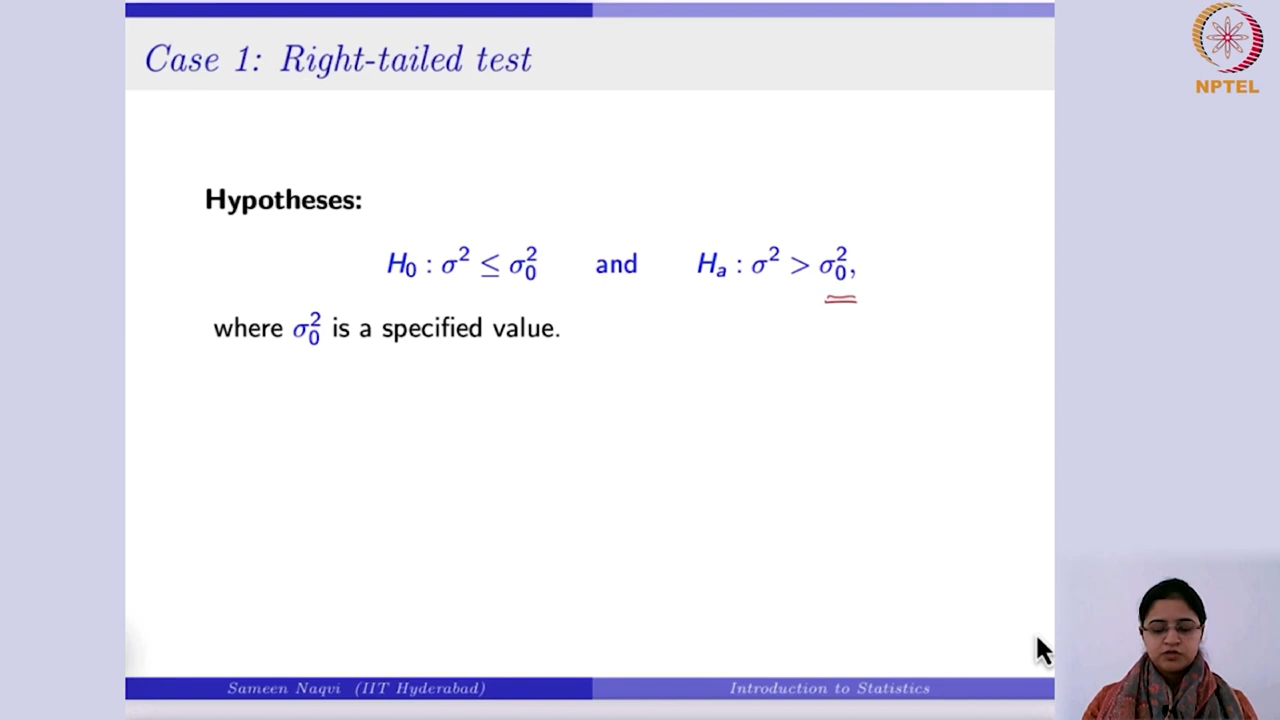 Case 1: Right-tailed test
NPTEL
Hypotheses:
H₀ : σ² ≤ σ₀² and Hₐ : σ² > σ₀²,
where σ₀² is a specified value.
Sameen Naqvi (IIT Hyderabad) Introduction to Statistics